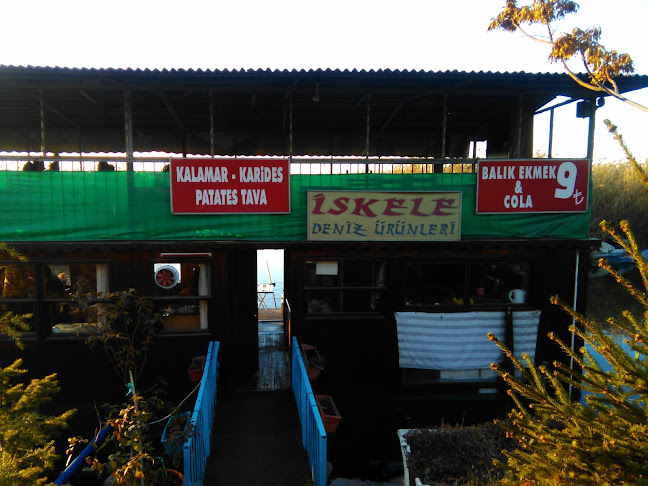 KALAMAR - KARİDES
PATATES TAVA
İSKELE
DENİZ ÜRÜNLERİ
BALIK EKMEK
&
COLA
9₺